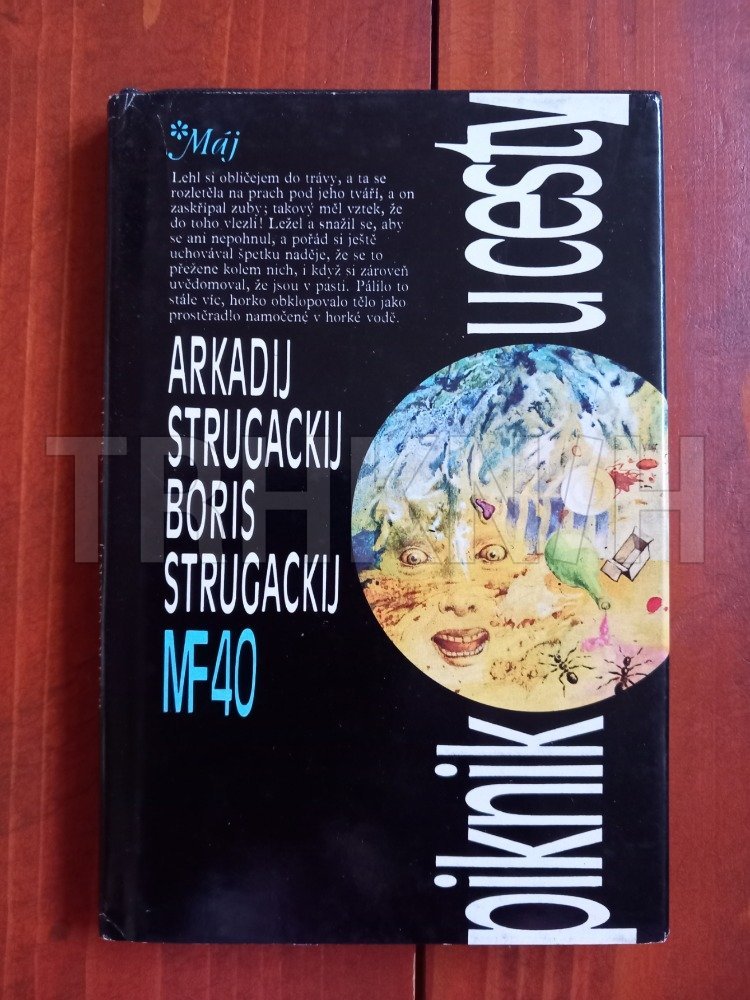 *Máj
Lehl si obličejem do trávy, a ta se
rozletěla na prach pod jeho tváří, a on
zaskřípal zuby; takový měl vztek, že
do toho vlezli! Ležel a snažil se, aby
se ani nepohnul, a pořád si ještě
uchovával špetku naděje, že se to
přežene kolem nich, i když si zároveň
uvědomoval, že jsou v pasti. Pálilo to
stále víc, horko obklopovalo tělo jako
prostěradlo namočené v horké vodě.
ARKADIJ
STRUGACKIJ
BORIS
STRUGACKIJ
MF40
piknik u cesty
TRHKNIH